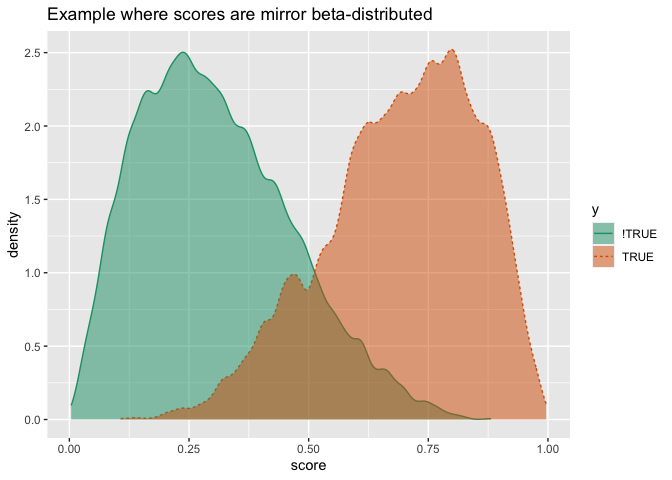 Example where scores are mirror beta-distributed
2.5
2.0
1.5
1.0
0.5
0.0
density
0.00 0.25 0.50 0.75 1.00
score
y
!TRUE
TRUE